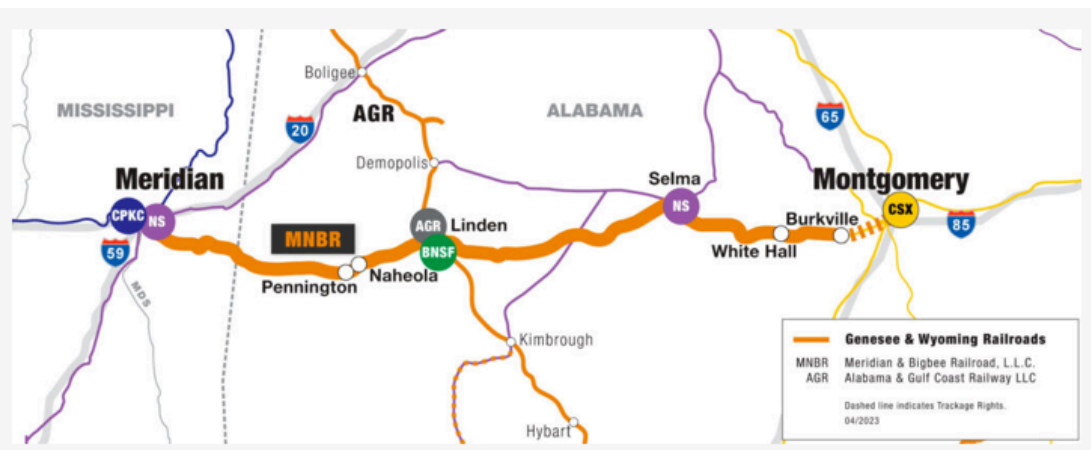 Boligee
MISSISSIPPI
AGR
ALABAMA
65
20
Demopolis
Meridian
Selma
Montgomery
CPKC
NS
NS
CSX
AGR
Linden
Burkville
85
MNBR
BNSF
White Hall
59
Naheola
Pennington
MDS
Kimbrough
Hybart
Genesee & Wyoming Railroads
MNBR Meridian & Bigbee Railroad, L.L.C.
AGR Alabama & Gulf Coast Railway LLC
Dashed line indicates Trackage Rights.
04/2023